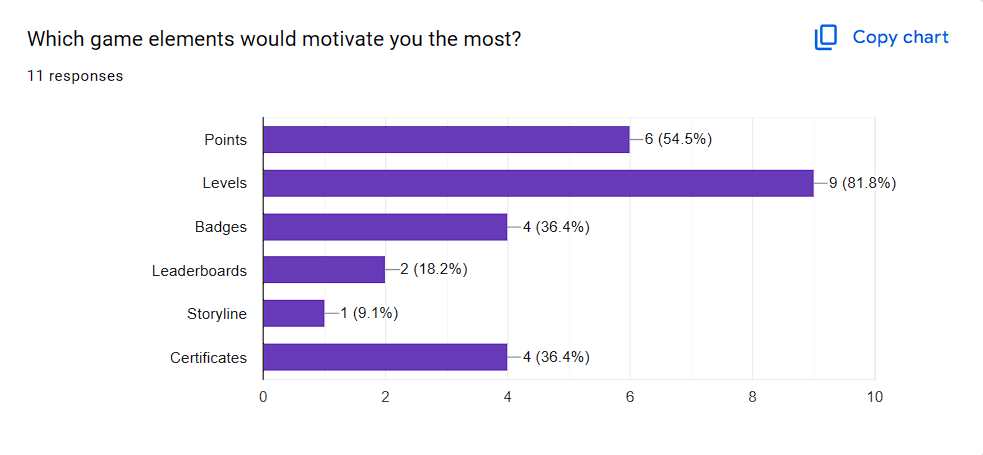 Which game elements would motivate you the most?
Copy chart
11 responses
Points
6 (54.5%)
Levels
9 (81.8%)
Badges
4 (36.4%)
Leaderboards
2 (18.2%)
Storyline
1 (9.1%)
Certificates
4 (36.4%)
0 2 4 6 8 10